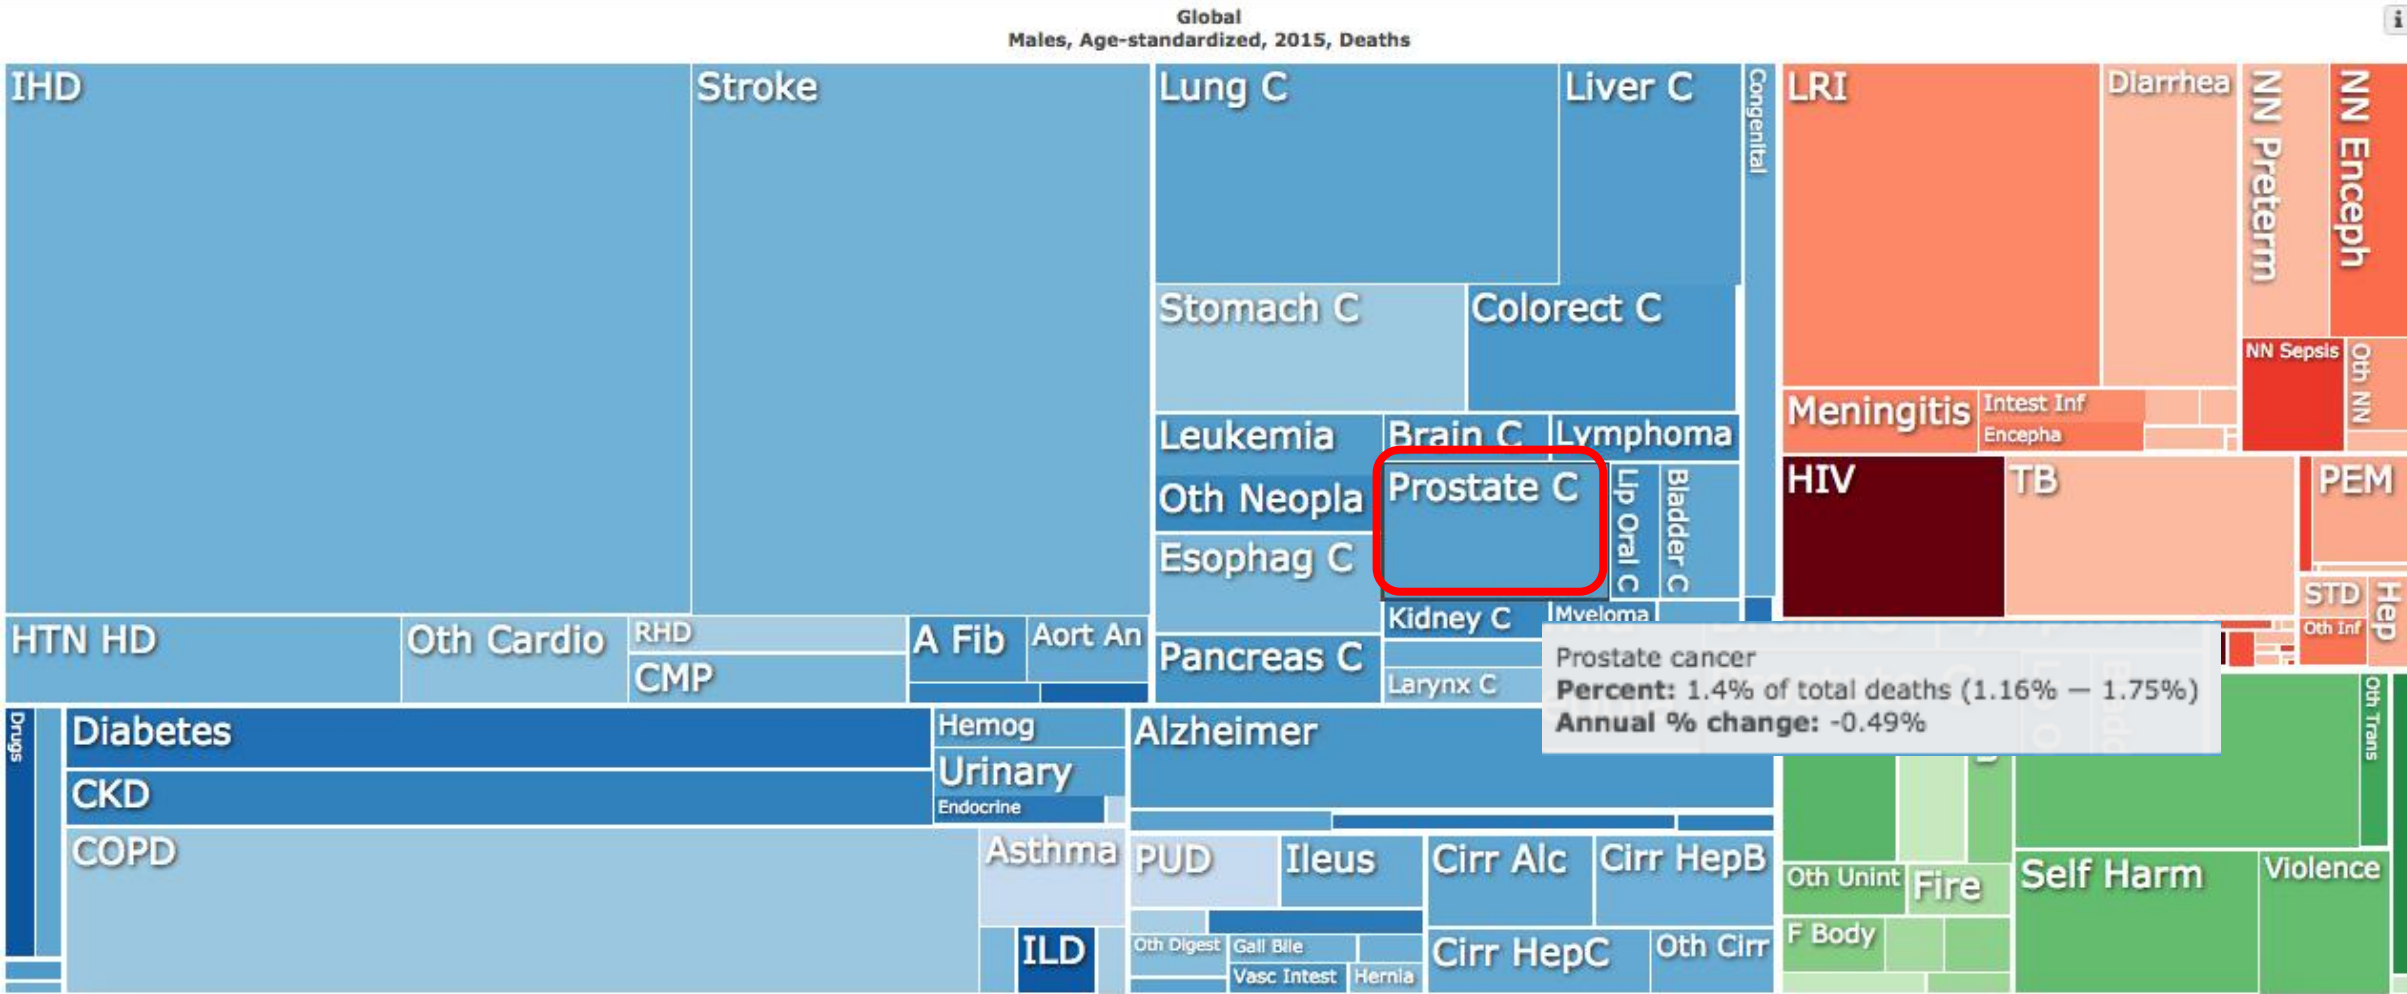 Global
Males, Age-standardized, 2015, Deaths
i
IHD
Stroke
Lung C
Liver C
Congenital
LRI
Diarrhea
NN Preterm
NN Enceph
Stomach C
Colorect C
NN Sepsis
Oth NN
Leukemia
Brain C
Lymphoma
Meningitis
Intest Inf
Encepha
Oth Neopla
Prostate C
Lip Oral C
Bladder C
HIV
TB
PEM
Esophag C
STD
Hep
Oth Inf
HTN HD
Oth Cardio
RHD
CMP
A Fib
Aort An
Pancreas C
Kidney C
Myeloma
Larynx C
Prostate cancer
Percent: 1.4% of total deaths (1.16% — 1.75%)
Annual % change: -0.49%
Drugs
Diabetes
Hemog
Alzheimer
Oth Trans
CKD
Urinary
Endocrine
COPD
Asthma
PUD
Ileus
Cirr Alc
Cirr HepB
Oth Unint
Fire
Self Harm
Violence
ILD
Oth Digest
Gall Bile
Vasc Intest
Hernia
Cirr HepC
Oth Cirr
F Body